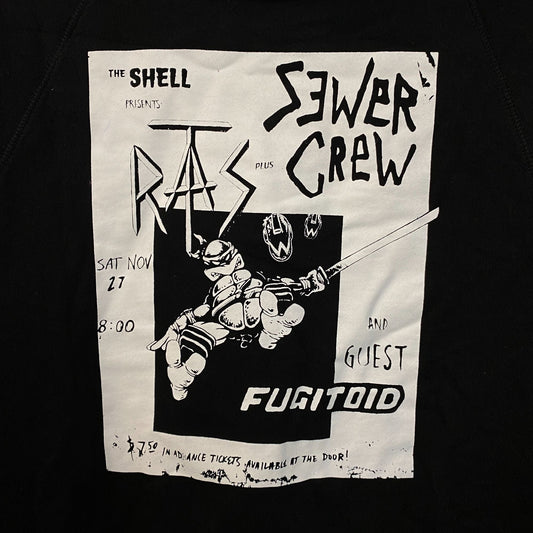 THE SHELL
PRESENTS
RATS
PLUS
SEWER
CREW
SAT NOV
27
8:00
AND
GUEST
FUGITOID
$7.50 IN ADVANCE TICKETS AVAILABLE AT THE DOOR!